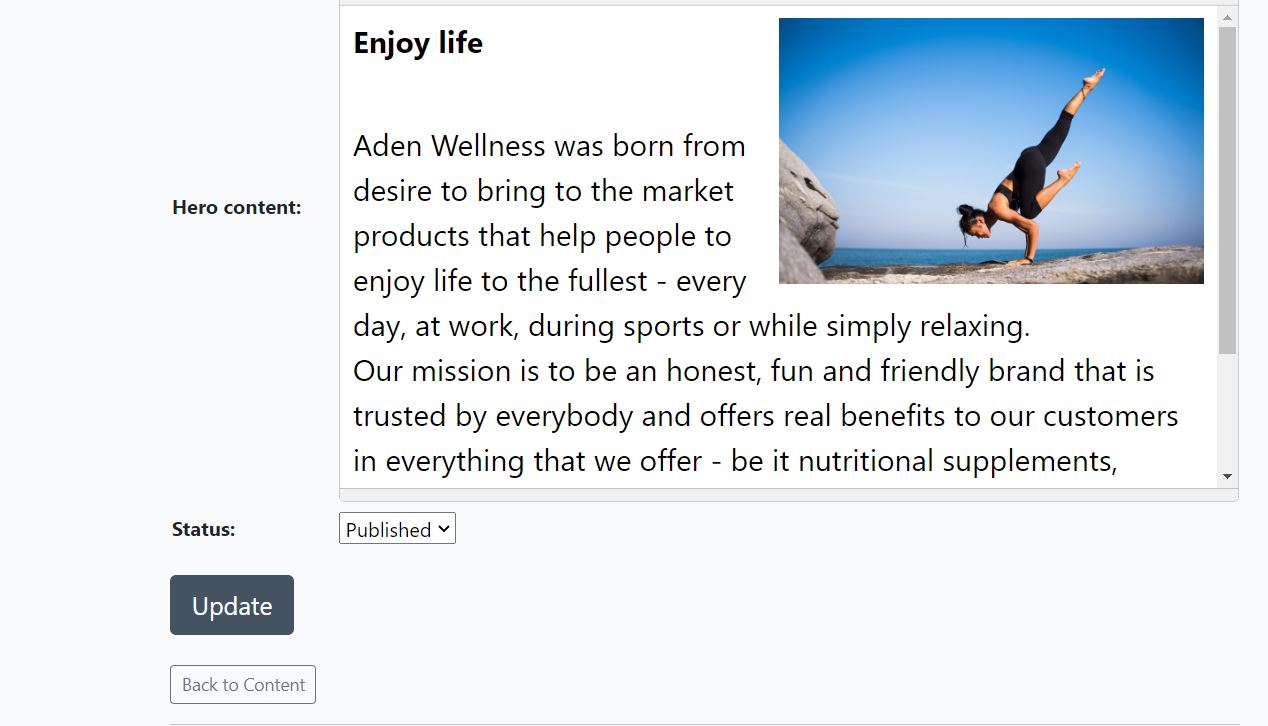 Enjoy life
Aden Wellness was born from
desire to bring to the market
products that help people to
enjoy life to the fullest - every
day, at work, during sports or while simply relaxing.
Our mission is to be an honest, fun and friendly brand that is
trusted by everybody and offers real benefits to our customers
in everything that we offer - be it nutritional supplements,
Hero content:
Status:
Published
Update
Back to Content